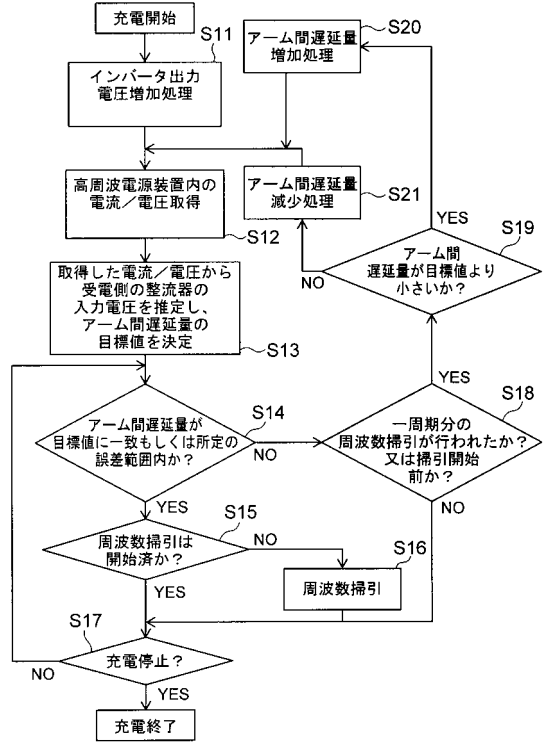 充電開始
S11
インバータ出力
電圧増加処理
S20
アーム間遅延量
増加処理
高周波電源装置内の
電流／電圧取得
S12
アーム間遅延量
減少処理
S21
YES
S19
アーム間
遅延量が目標値より
小さいか？
NO
取得した電流／電圧から
受電側の整流器の
入力電圧を推定し、
アーム間遅延量の
目標値を決定
S13
YES
S14
アーム間遅延量が
目標値に一致もしくは所定の
誤差範囲内か？
NO
YES
S18
一周期分の
周波数掃引が行われたか？
又は掃引開始
前か？
NO
S15
周波数掃引は
開始済か？
NO
YES
S16
周波数掃引
S17
充電停止？
NO
YES
充電終了